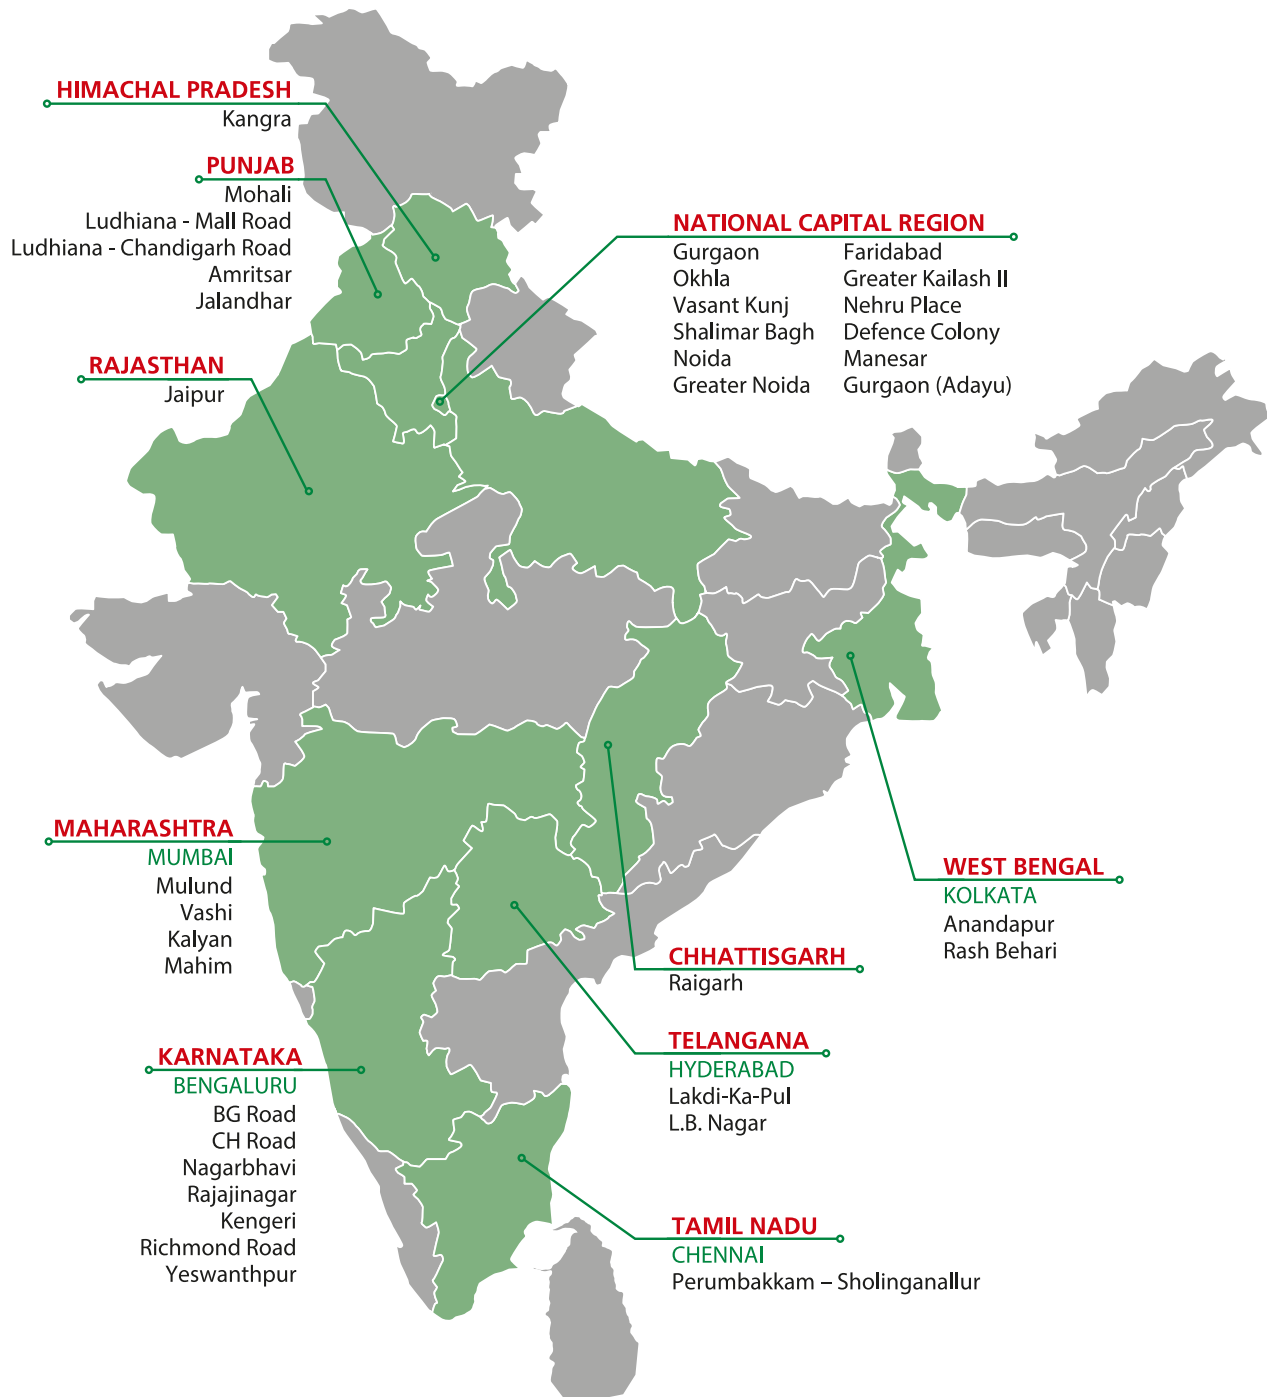 HIMACHAL PRADESH
Kangra
PUNJAB
Mohali
Ludhiana - Mall Road
Ludhiana - Chandigarh Road
Amritsar
Jalandhar
NATIONAL CAPITAL REGION
Gurgaon
Okhla
Vasant Kunj
Shalimar Bagh
Noida
Greater Noida
Faridabad
Greater Kailash II
Nehru Place
Defence Colony
Manesar
Gurgaon (Adayu)
RAJASTHAN
Jaipur
MAHARASHTRA
MUMBAI
Mulund
Vashi
Kalyan
Mahim
WEST BENGAL
KOLKATA
Anandapur
Rash Behari
CHHATTISGARH
Raigarh
TELANGANA
HYDERABAD
Lakdi-Ka-Pul
L.B. Nagar
KARNATAKA
BENGALURU
BG Road
CH Road
Nagarbhavi
Rajajinagar
Kengeri
Richmond Road
Yeswanthpur
TAMIL NADU
CHENNAI
Perumbakkam – Sholinganallur